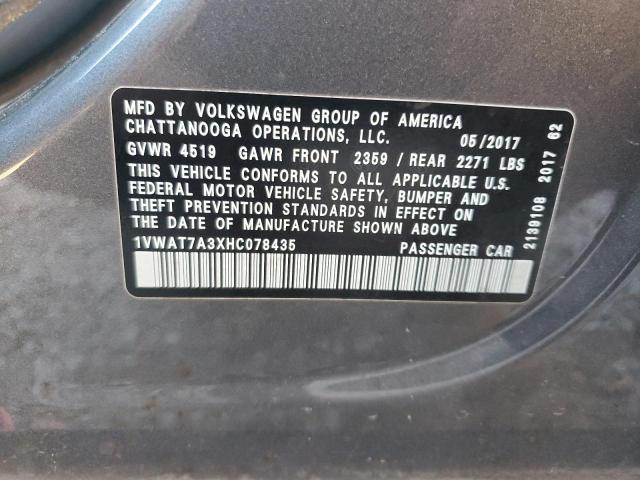 MFD BY VOLKSWAGEN GROUP OF AMERICA
CHATTANOOGA OPERATIONS, LLC.
05/2017
GVWR 4519 GAWR FRONT 2359 / REAR 2271 LBS
THIS VEHICLE CONFORMS TO ALL APPLICABLE U.S.
FEDERAL MOTOR VEHICLE SAFETY, BUMPER AND
THEFT PREVENTION STANDARDS IN EFFECT ON
THE DATE OF MANUFACTURE SHOWN ABOVE
1VWAT7A3XHC078435 PASSENGER CAR
2139108 2017 62